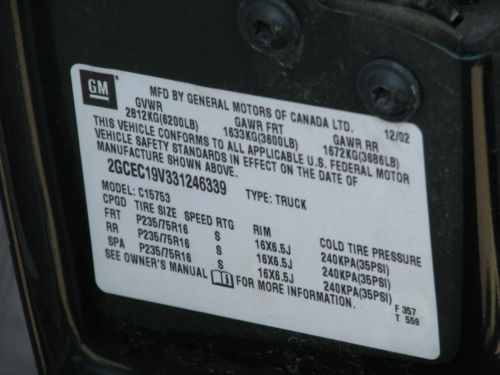 GM
MFD BY GENERAL MOTORS OF CANADA LTD. 12/02
GVWR GAWR FRT GAWR RR
2812KG(6200LB) 1633KG(3600LB) 1672KG(3686LB)
THIS VEHICLE CONFORMS TO ALL APPLICABLE U.S. FEDERAL MOTOR
VEHICLE SAFETY STANDARDS IN EFFECT ON THE DATE OF
MANUFACTURE SHOWN ABOVE.
2GCEC19V331246339 TYPE: TRUCK
MODEL: C15753
CPGD TIRE SIZE SPEED RTG RIM COLD TIRE PRESSURE
FRT P235/75R16 S 16X6.5J 240KPA(35PSI)
RR P235/75R16 S 16X6.5J 240KPA(35PSI)
SPA P235/75R16 S 16X6.5J 240KPA(35PSI)
SEE OWNER'S MANUAL FOR MORE INFORMATION.
F 357
T 559